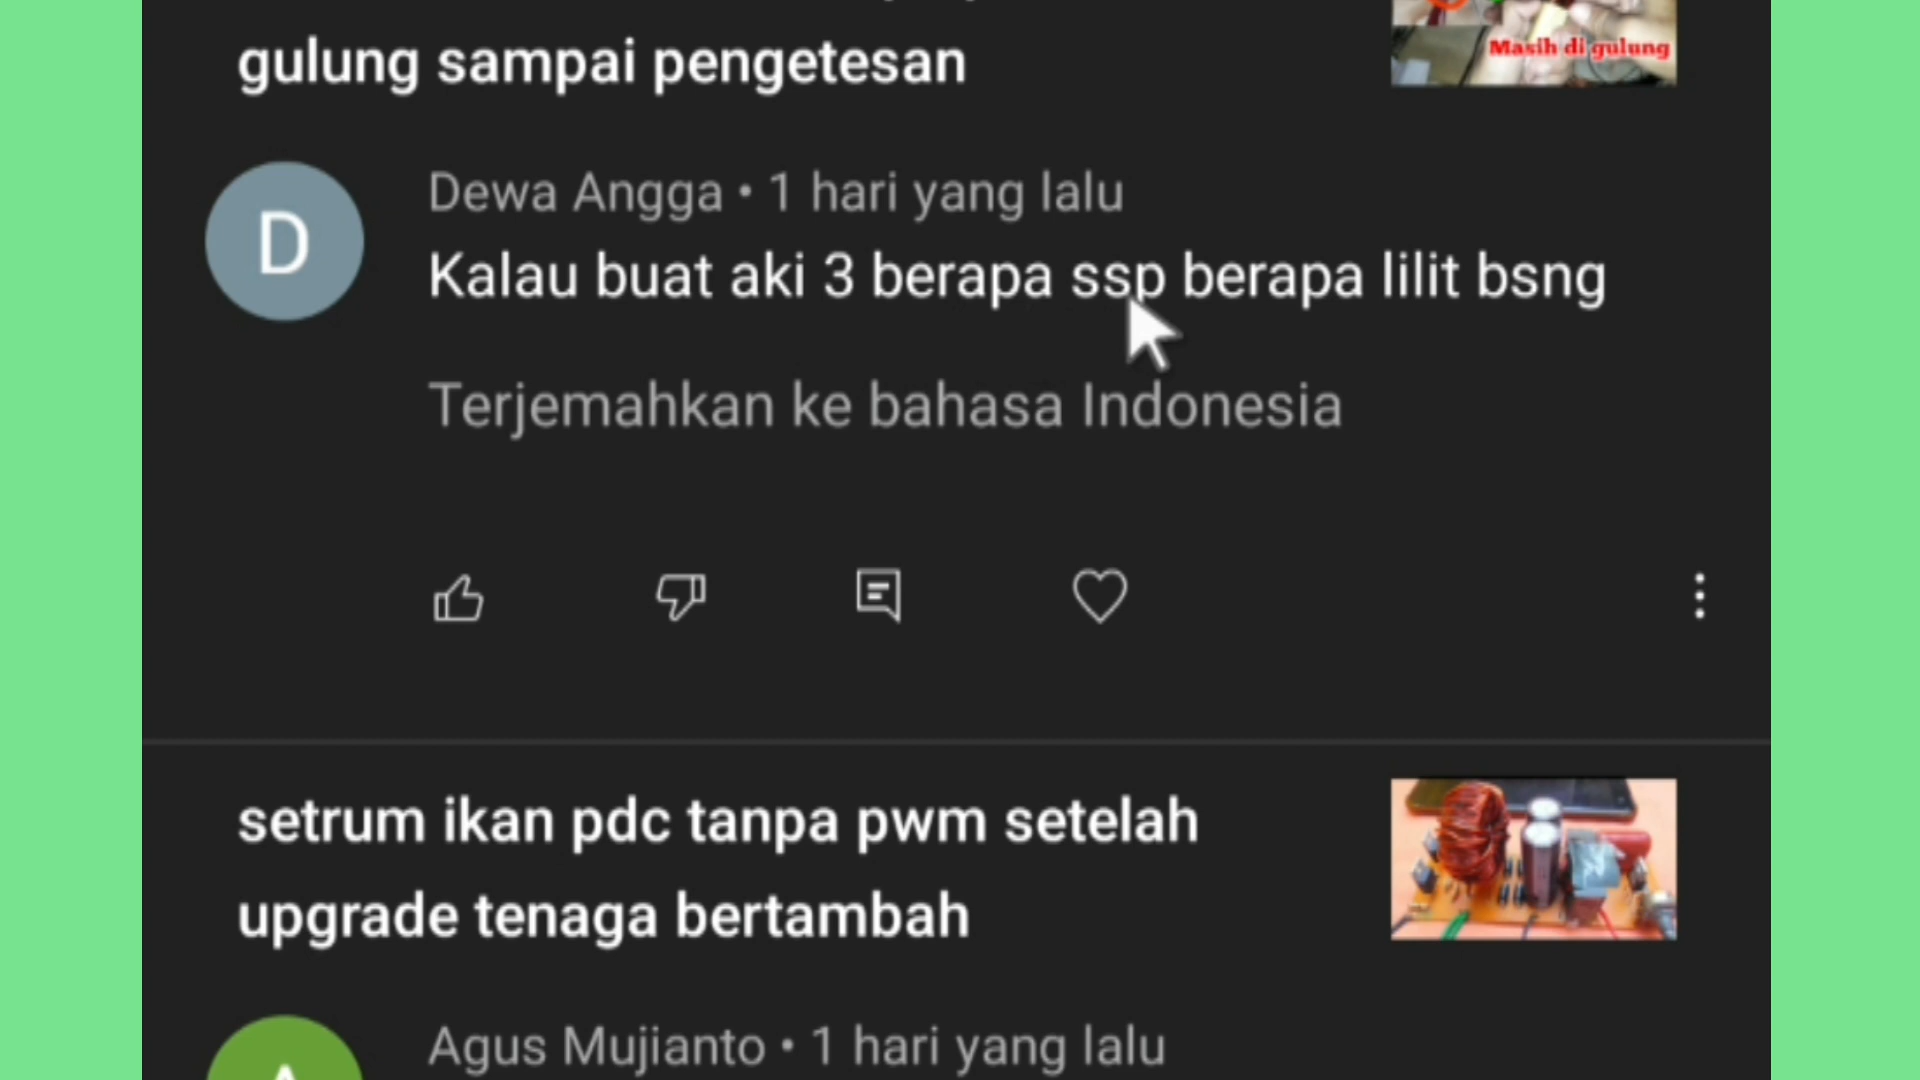 gulung sampai pengetesan
Masih di gulung
D
Dewa Angga • 1 hari yang lalu
Kalau buat aki 3 berapa ssp berapa lilit bsng
Terjemahkan ke bahasa Indonesia
setrum ikan pdc tanpa pwm setelah
upgrade tenaga bertambah
Agus Mujianto • 1 hari yang lalu